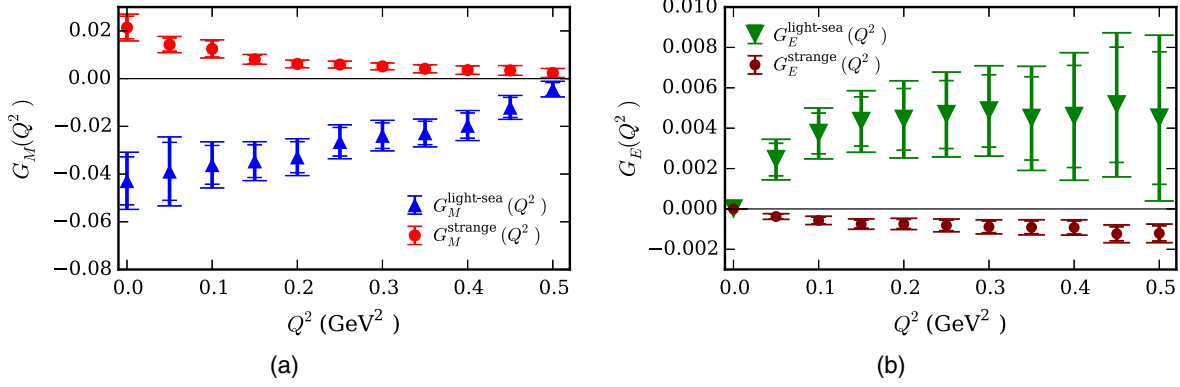 0.02
0.00
−0.02
−0.04
−0.06
−0.08
G_M(Q^2)
G_M^light-sea (Q^2)
G_M^strange (Q^2)
0.0 0.1 0.2 0.3 0.4 0.5
Q^2 (GeV^2)
(a)
0.010
0.008
0.006
0.004
0.002
0.000
−0.002
G_E(Q^2)
G_E^light-sea (Q^2)
G_E^strange (Q^2)
0.0 0.1 0.2 0.3 0.4 0.5
Q^2 (GeV^2)
(b)